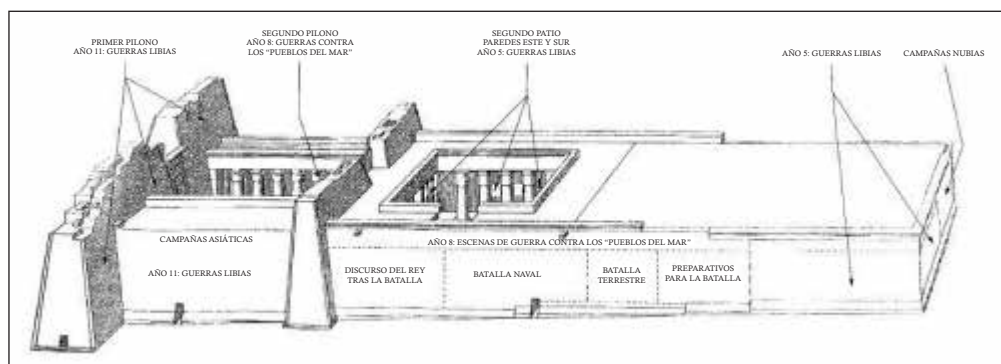 PRIMER PILONO
AÑO 11: GUERRAS LIBIAS
SEGUNDO PILONO
AÑO 8: GUERRAS CONTRA
LOS "PUEBLOS DEL MAR"
SEGUNDO PATIO
PAREDES ESTE Y SUR
AÑO 5: GUERRAS LIBIAS
AÑO 5: GUERRAS LIBIAS
CAMPAÑAS NUBIAS
CAMPAÑAS ASIÁTICAS
AÑO 11: GUERRAS LIBIAS
AÑO 8: ESCENAS DE GUERRA CONTRA LOS "PUEBLOS DEL MAR"
DISCURSO DEL REY
TRAS LA BATALLA
BATALLA NAVAL
BATALLA
TERRESTRE
PREPARATIVOS
PARA LA BATALLA